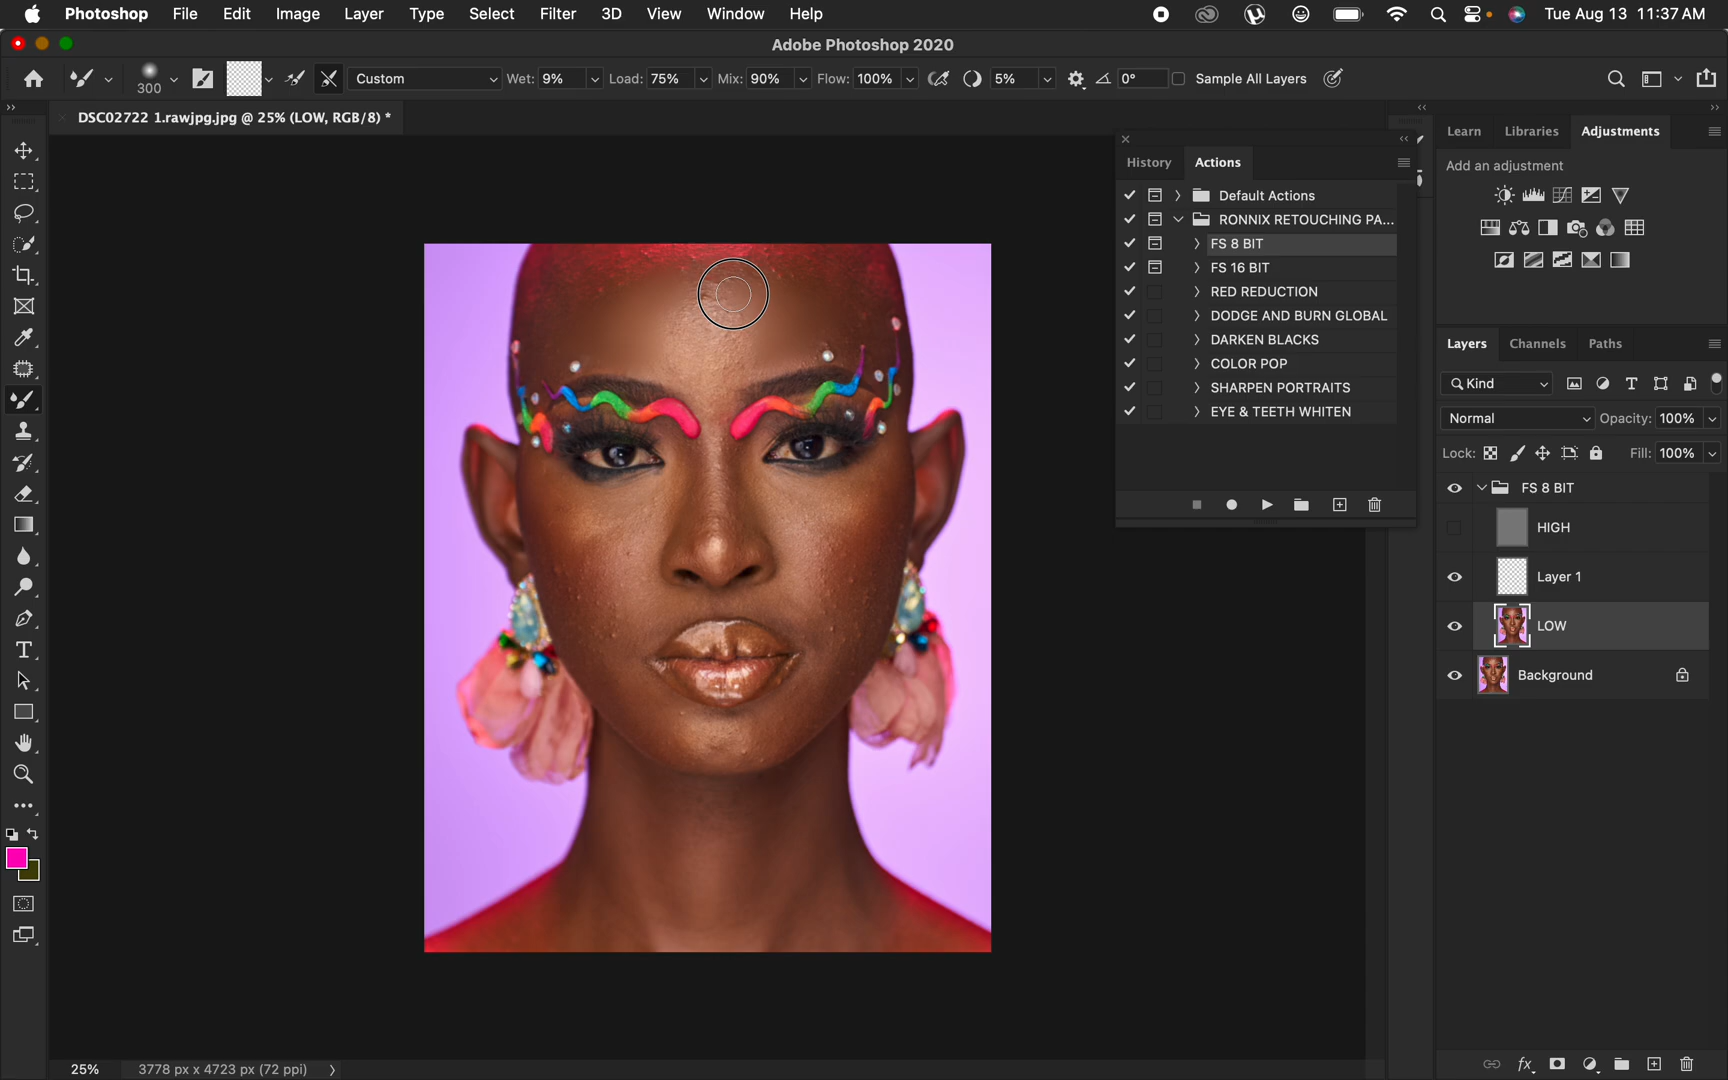 Photoshop File Edit Image Layer Type Select Filter 3D View Window Help Tue Aug 13 11:37 AM
Adobe Photoshop 2020
300 Custom Wet: 9% Load: 75% Mix: 90% Flow: 100% 5% 0° Sample All Layers
DSC02722 1.rawjpg.jpg @ 25% (LOW, RGB/8) *
Learn Libraries Adjustments
History Actions
Add an adjustment
Default Actions
RONNIX RETOUCHING PA...
FS 8 BIT
FS 16 BIT
RED REDUCTION
DODGE AND BURN GLOBAL
DARKEN BLACKS
COLOR POP
SHARPEN PORTRAITS
EYE & TEETH WHITEN
Layers Channels Paths
Kind
Normal Opacity: 100%
Lock: Fill: 100%
FS 8 BIT
HIGH
Layer 1
LOW
Background
25% 3778 px x 4723 px (72 ppi)